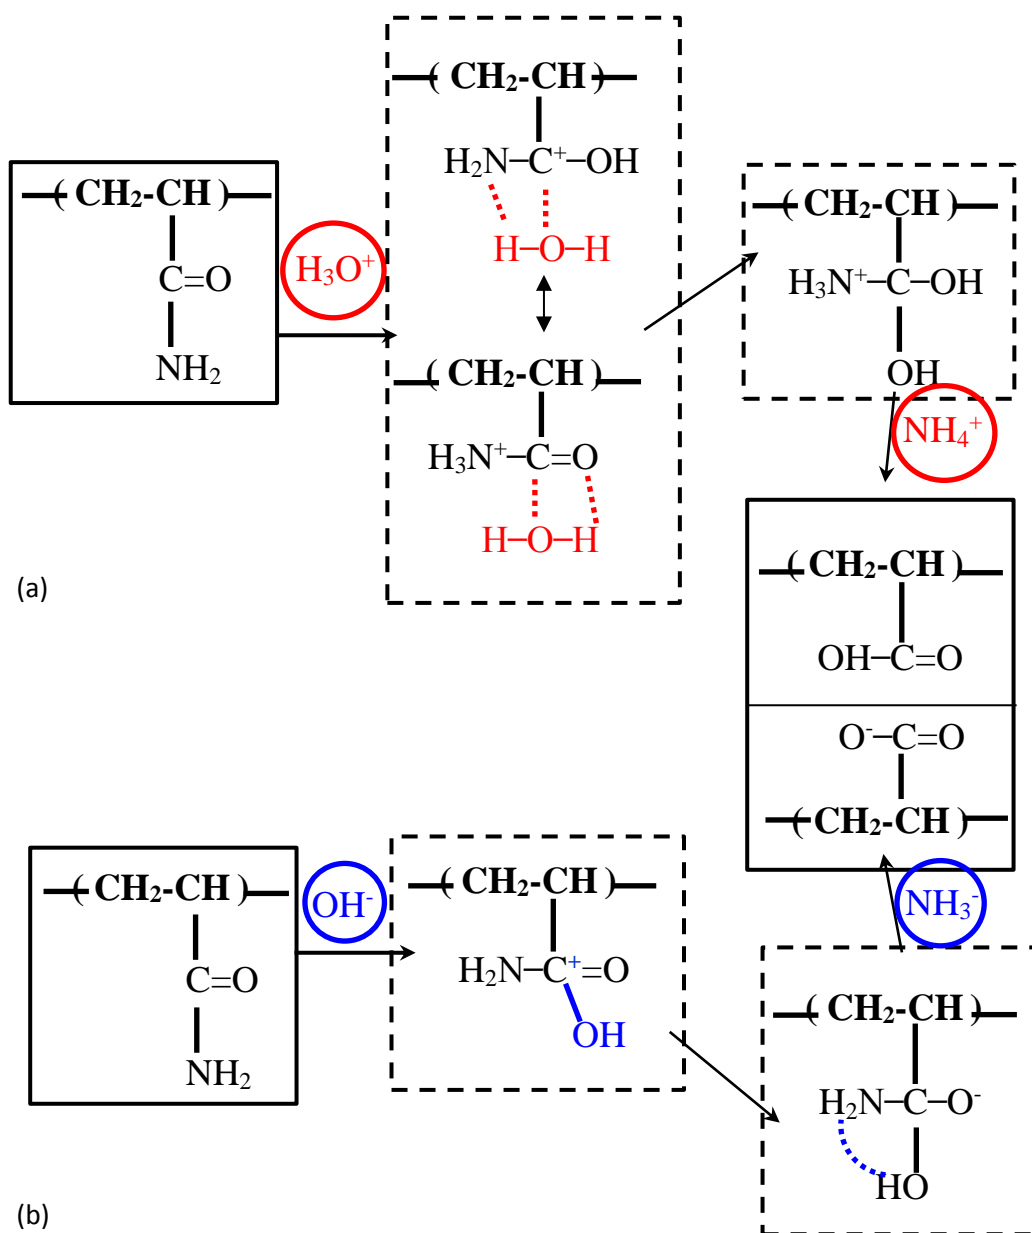 ( CH₂-CH )
H₂N–C⁺–OH
H–O–H
( CH₂-CH )
C=O
NH₂
H₃O⁺
( CH₂-CH )
H₃N⁺–C=O
H–O–H
( CH₂-CH )
H₃N⁺–C–OH
OH
NH₄⁺
(a)
( CH₂-CH )
OH–C=O
O⁻–C=O
( CH₂-CH )
( CH₂-CH )
C=O
NH₂
OH⁻
( CH₂-CH )
H₂N–C⁺=O
OH
NH₃⁻
( CH₂-CH )
H₂N–C–O⁻
HO
(b)